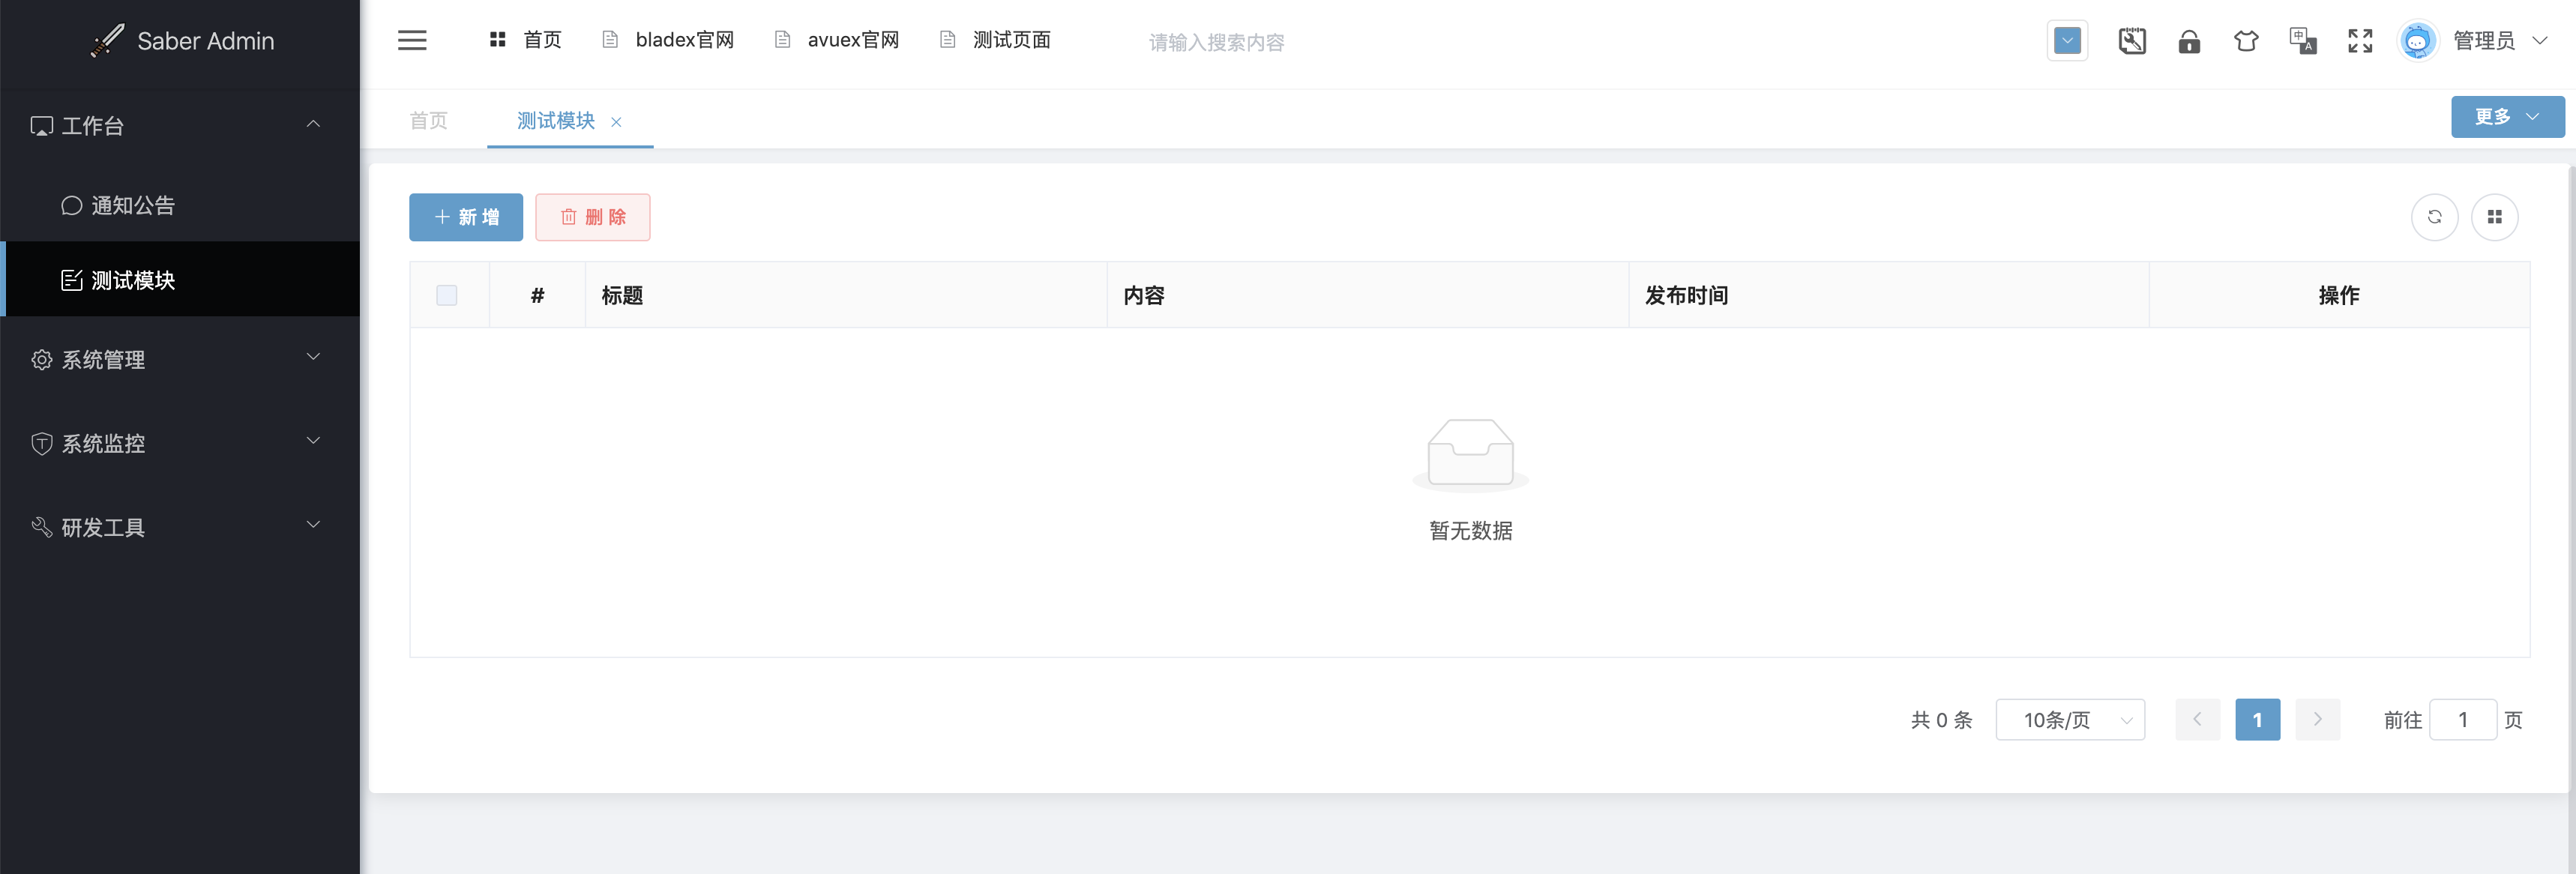 Saber Admin
首页 bladex官网 avuex官网 测试页面 请输入搜索内容 管理员
工作台
通知公告
测试模块
系统管理
系统监控
研发工具
首页 测试模块 更多
新 增 删 除
# 标题 内容 发布时间 操作
暂无数据
共 0 条 10条/页 1 前往 1 页